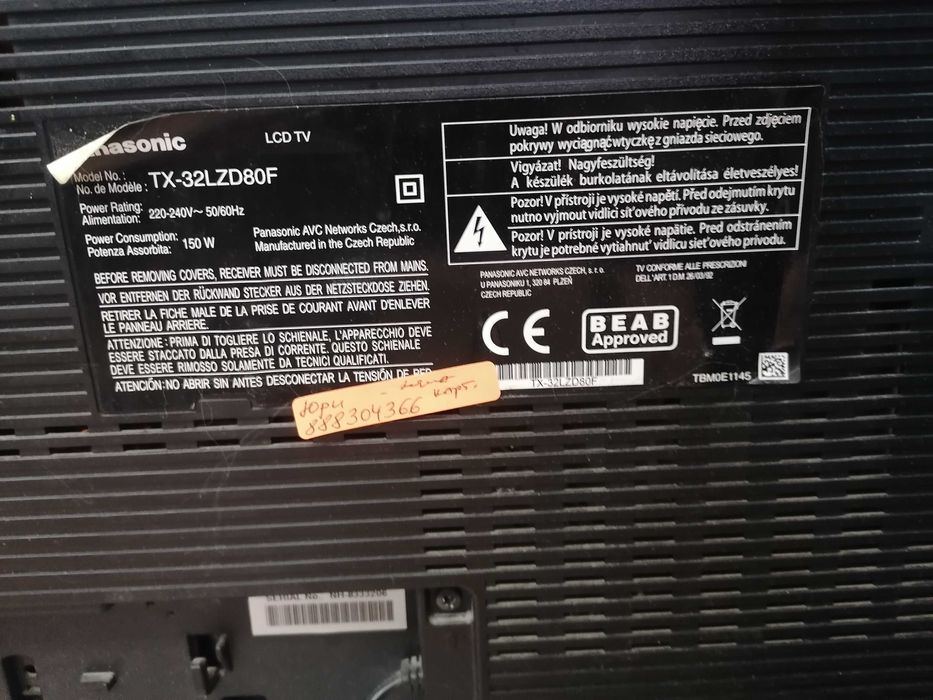 nasonic
LCD TV
Model No. :
No. de Modèle :
TX-32LZD80F
Power Rating:
Alimentation:
220-240V~ 50/60Hz
Power Consumption:
Potenza Assorbita:
150 W
Panasonic AVC Networks Czech,s.r.o.
Manufactured in the Czech Republic
BEFORE REMOVING COVERS, RECEIVER MUST BE DISCONNECTED FROM MAINS.
VOR ENTFERNEN DER RÜCKWAND STECKER AUS DER NETZSTECKDOSE ZIEHEN.
RETIRER LA FICHE MALE DE LA PRISE DE COURANT AVANT D'ENLEVER
LE PANNEAU ARRIERE.
ATTENZIONE : PRIMA DI TOGLIERE LO SCHIENALE, L'APPARECCHIO DEVE
ESSERE STACCATO DALLA PRESA DI CORRENTE. QUESTO SCHIENALE
DEVE ESSERE RIMOSSO SOLAMENTE DA TECNICI QUALIFICATI.
ATENCIÓN: NO ABRIR SIN ANTES DESCONECTAR LA TENSIÓN DE RED
Uwaga! W odbiorniku wysokie napięcie. Przed zdjęciem
pokrywy wyciągnąć wtyczkę z gniazda sieciowego.
Vigyázat! Nagyfeszültség!
A készülék burkolatának eltávolítása életveszélyes!
Pozor! V přístroji je vysoké napětí. Před odejmutím krytu
nutno vyjmout vidlici síťového přívodu ze zásuvky.
Pozor! V prístroji je vysoké napätie. Pred odstránením
krytu je potrebné vytiahnuť vidlicu sieťového prívodu.
PANASONIC AVC NETWORKS CZECH, s. r. o.
U PANASONIKU 1, 320 84 PLZEŇ
CZECH REPUBLIC
TV CONFORME ALLE PRESCRIZIONI
DELL'ART. 1 D.M. 26/03/92
CE
BEAB
Approved
TX-32LZD80F
TBM0E1145
Юрий
888304366
SERIAL No. NH-8333206